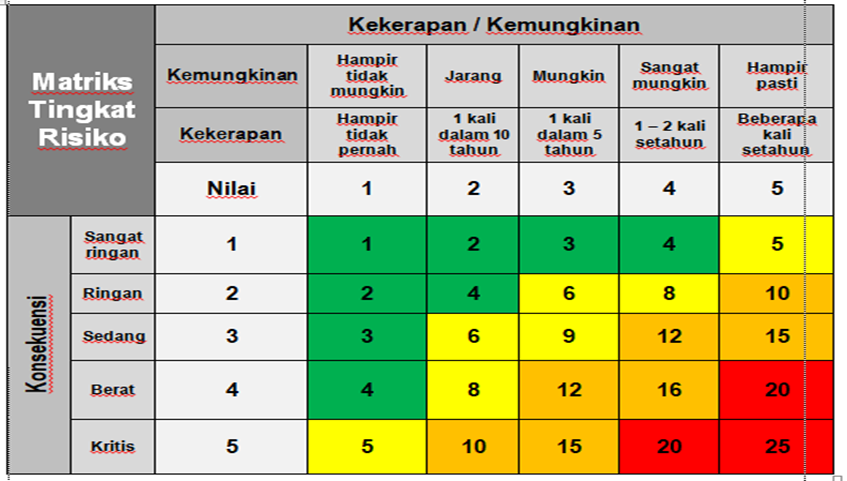 Matriks
Tingkat
Risiko
Kekerapan / Kemungkinan
Kemungkinan
Hampir
tidak
mungkin
Jarang
Mungkin
Sangat
mungkin
Hampir
pasti
Kekerapan
Hampir
tidak
pernah
1 kali
dalam 10
tahun
1 kali
dalam 5
tahun
1 – 2 kali
setahun
Beberapa
kali
setahun
Nilai 1 2 3 4 5
Konsekuensi
Sangat
ringan
1 1 2 3 4 5
Ringan 2 2 4 6 8 10
Sedang 3 3 6 9 12 15
Berat 4 4 8 12 16 20
Kritis 5 5 10 15 20 25